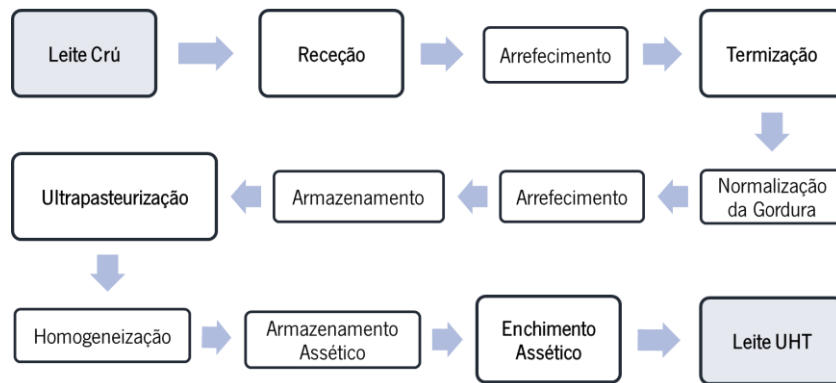 Leite Crú
Receção
Arrefecimento
Termização
Normalização
da Gordura
Arrefecimento
Armazenamento
Ultrapasteurização
Homogeneização
Armazenamento
Assético
Enchimento
Assético
Leite UHT